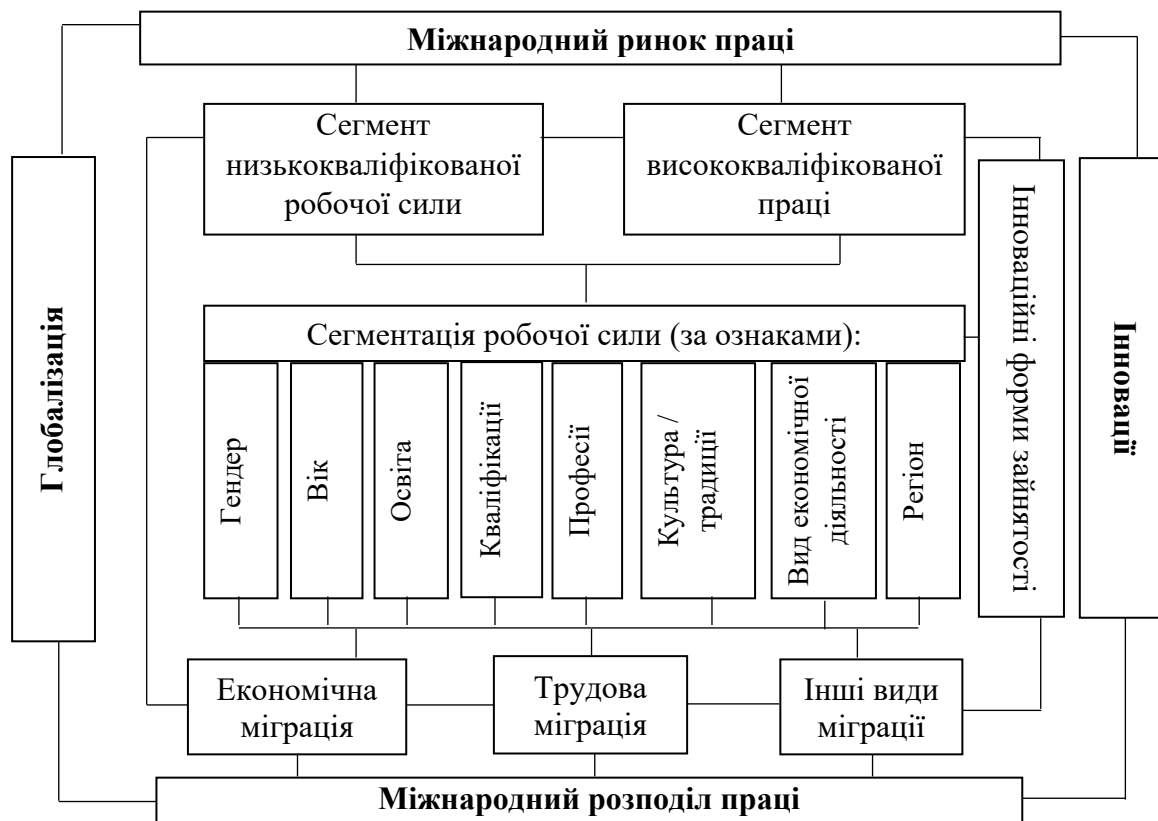 Міжнародний ринок праці
Сегмент
низькокваліфікованої
робочої сили
Сегмент
висококваліфікованої
праці
Глобалізація
Інноваційні форми зайнятості
Інновації
Сегментація робочої сили (за ознаками):
Гендер
Вік
Освіта
Кваліфікації
Професії
Культура /
традиції
Вид економічної
діяльності
Регіон
Економічна
міграція
Трудова
міграція
Інші види
міграції
Міжнародний розподіл праці